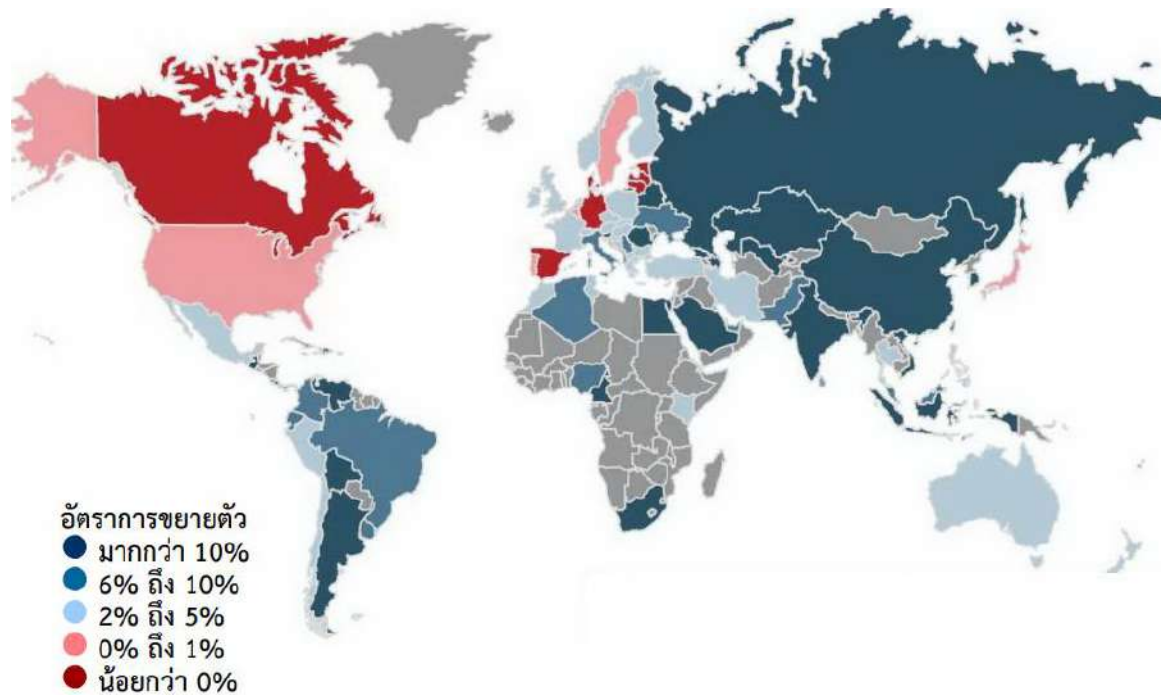 อัตราการขยายตัว
มากกว่า 10%
6% ถึง 10%
2% ถึง 5%
0% ถึง 1%
น้อยกว่า 0%